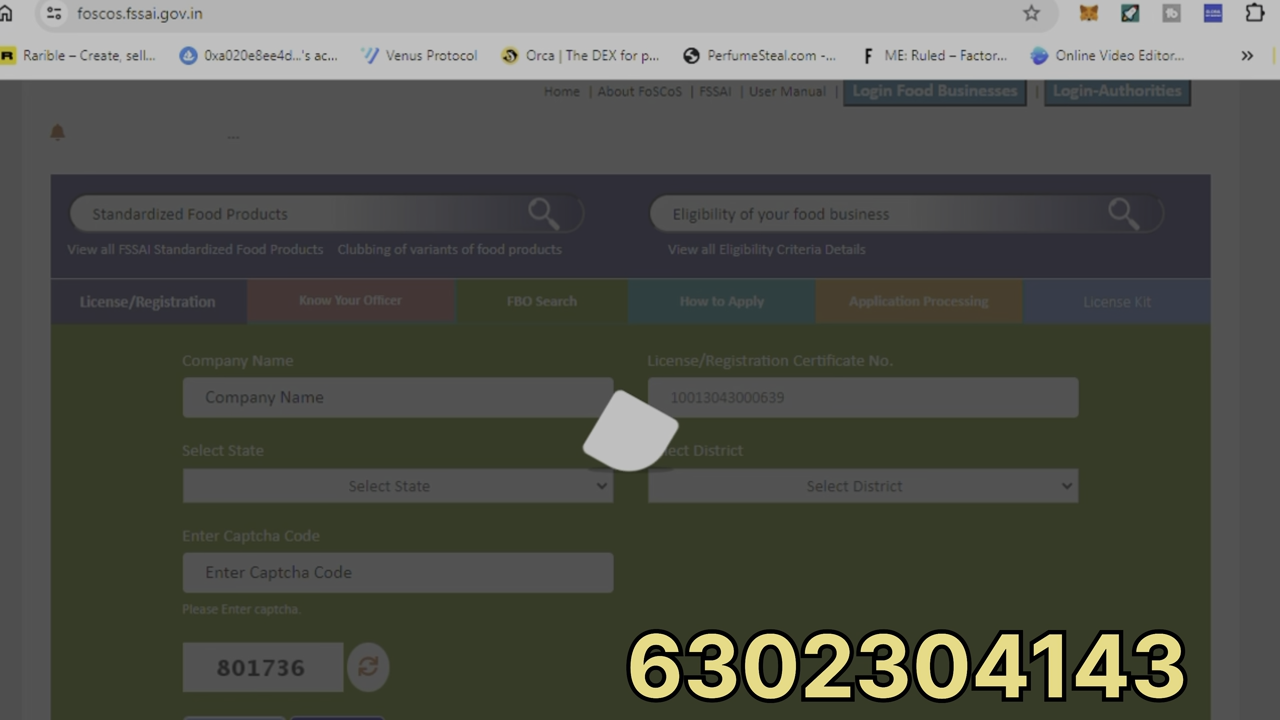 foscos.fssai.gov.in
Rarible – Create, sell... 0xa020e8ee4d...'s ac... Venus Protocol Orca | The DEX for p... PerfumeSteal.com -... ME: Ruled – Factor... Online Video Editor... »
Home | About FoSCoS | FSSAI | User Manual | Login Food Businesses | Login-Authorities
...
Standardized Food Products Eligibility of your food business
View all FSSAI Standardized Food Products Clubbing of variants of food products View all Eligibility Criteria Details
License/Registration Know Your Officer FBO Search How to Apply Application Processing License Kit
Company Name License/Registration Certificate No.
Company Name 10013043000639
Select State ect District
Select State Select District
Enter Captcha Code
Enter Captcha Code
Please Enter captcha.
801736
6302304143